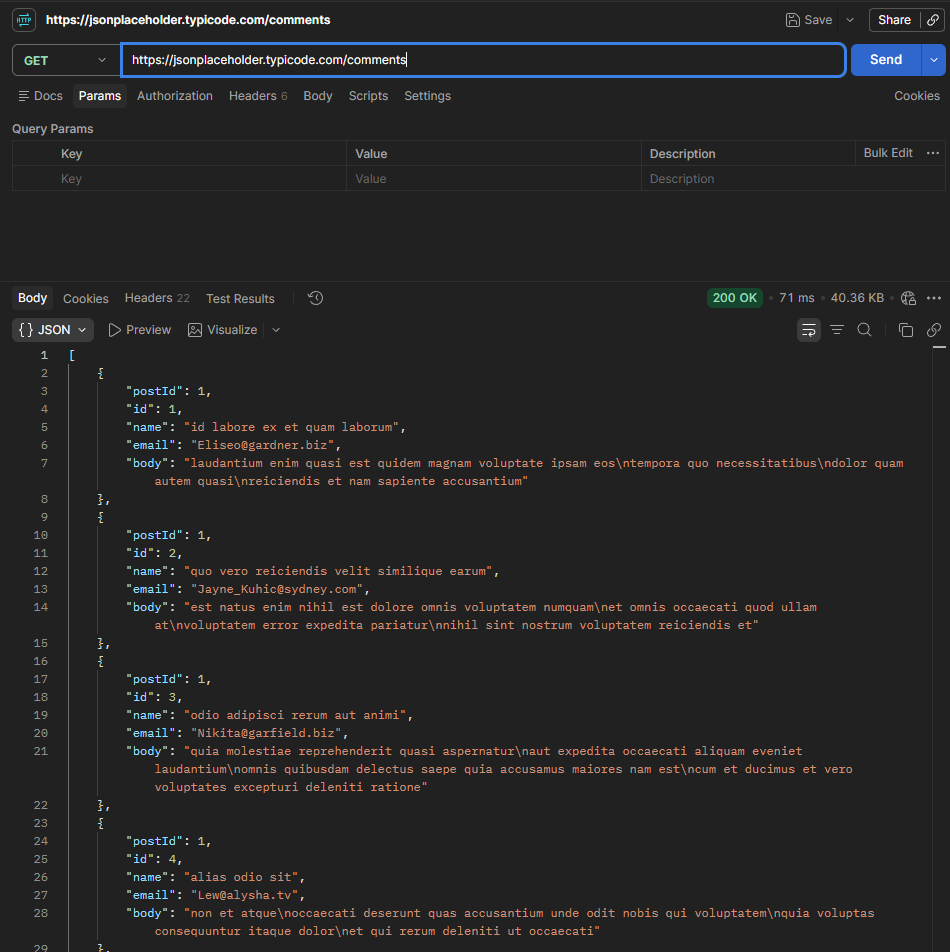 HTTP https://jsonplaceholder.typicode.com/comments Save Share
GET https://jsonplaceholder.typicode.com/comments Send
Docs Params Authorization Headers 6 Body Scripts Settings Cookies
Query Params
Key Value Description Bulk Edit ...
Key Value Description
Body Cookies Headers 22 Test Results 200 OK • 71 ms • 40.36 KB • ...
{ } JSON Preview Visualize
1 [
2 {
3 "postId": 1,
4 "id": 1,
5 "name": "id labore ex et quam laborum",
6 "email": "Eliseo@gardner.biz",
7 "body": "laudantium enim quasi est quidem magnam voluptate ipsam eos\ntempora quo necessitatibus\ndolor quam
autem quasi\nreiciendis et nam sapiente accusantium"
8 },
9 {
10 "postId": 1,
11 "id": 2,
12 "name": "quo vero reiciendis velit similique earum",
13 "email": "Jayne_Kuhic@sydney.com",
14 "body": "est natus enim nihil est dolore omnis voluptatem numquam\net omnis occaecati quod ullam
at\nvoluptatem error expedita pariatur\nnihil sint nostrum voluptatem reiciendis et"
15 },
16 {
17 "postId": 1,
18 "id": 3,
19 "name": "odio adipisci rerum aut animi",
20 "email": "Nikita@garfield.biz",
21 "body": "quia molestiae reprehenderit quasi aspernatur\naut expedita occaecati aliquam eveniet
laudantium\nomnis quibusdam delectus saepe quia accusamus maiores nam est\ncum et ducimus et vero
voluptates excepturi deleniti ratione"
22 },
23 {
24 "postId": 1,
25 "id": 4,
26 "name": "alias odio sit",
27 "email": "Lew@alysha.tv",
28 "body": "non et atque\noccaecati deserunt quas accusantium unde odit nobis qui voluptatem\nquia voluptas
consequuntur itaque dolor\net qui rerum deleniti ut occaecati"
29 },